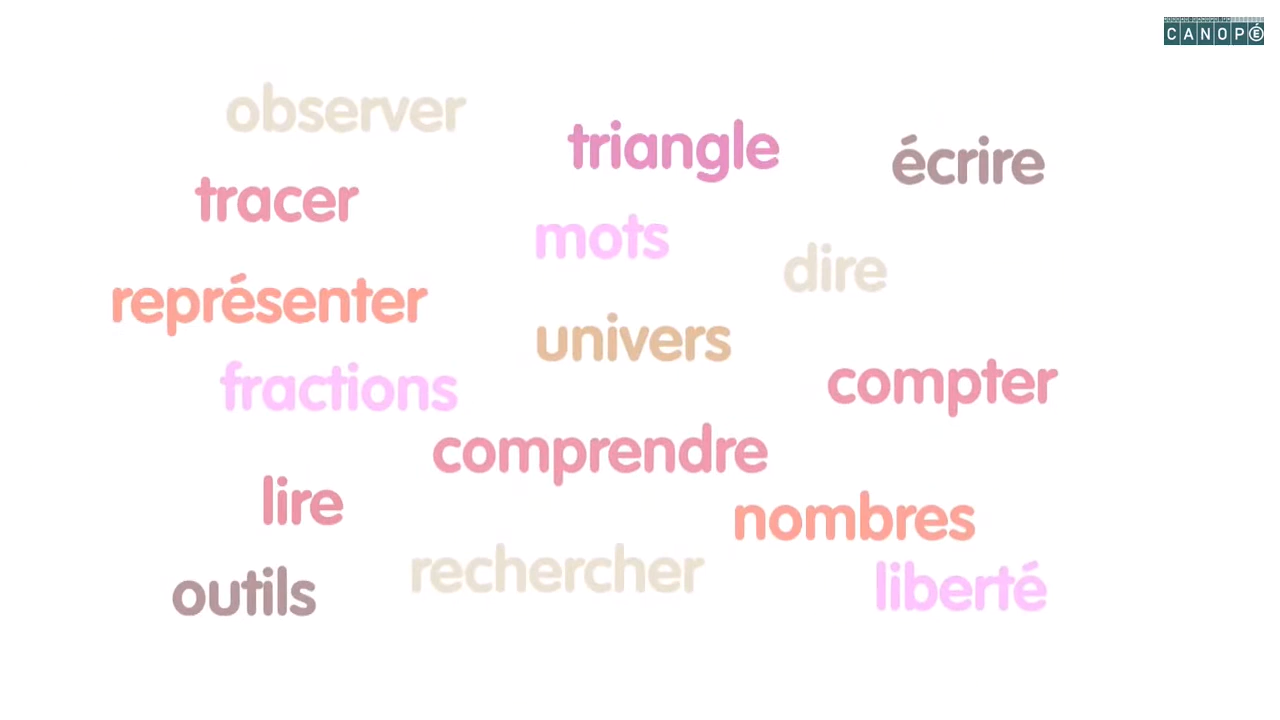 CANOPÉ
observer
triangle
écrire
tracer
mots
dire
représenter
univers
fractions
compter
comprendre
lire
nombres
rechercher
liberté
outils